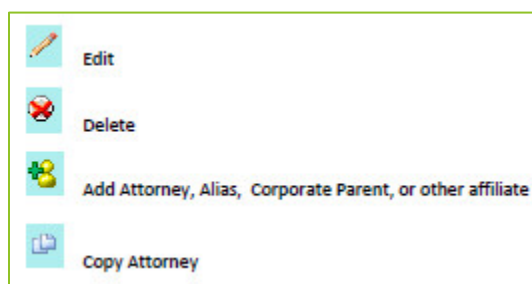 Edit
Delete
Add Attorney, Alias, Corporate Parent, or other affiliate
Copy Attorney